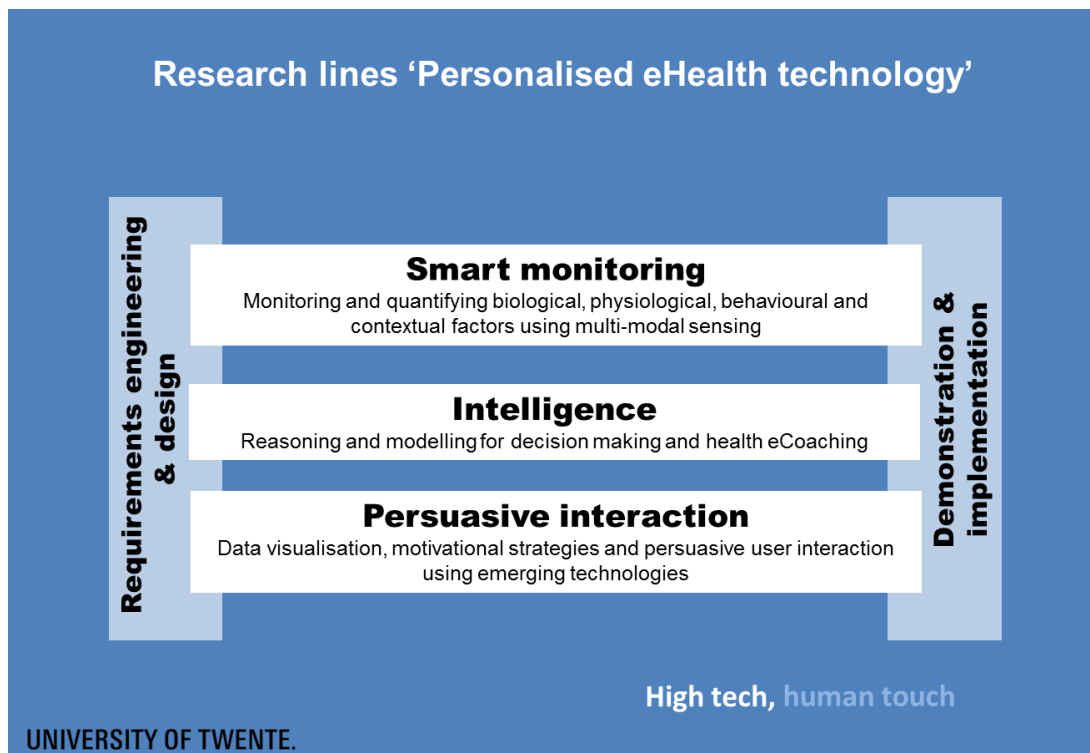 Research lines ‘Personalised eHealth technology’
Requirements engineering
& design
Smart monitoring
Monitoring and quantifying biological, physiological, behavioural and
contextual factors using multi-modal sensing
Intelligence
Reasoning and modelling for decision making and health eCoaching
Persuasive interaction
Data visualisation, motivational strategies and persuasive user interaction
using emerging technologies
Demonstration &
implementation
High tech, human touch
UNIVERSITY OF TWENTE.